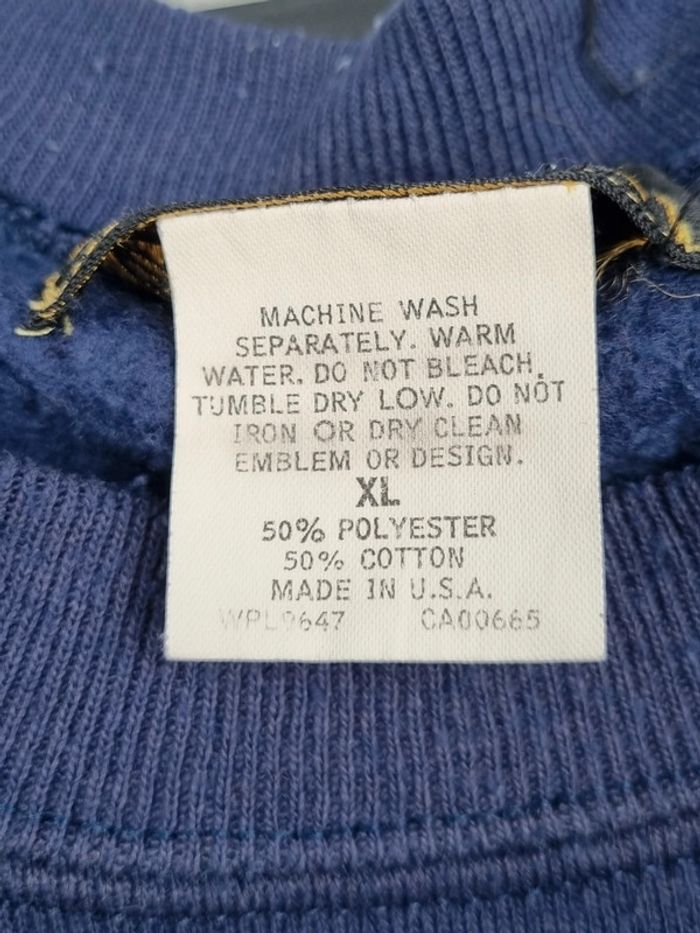 MACHINE WASH
SEPARATELY. WARM
WATER. DO NOT BLEACH.
TUMBLE DRY LOW. DO NOT
IRON OR DRY CLEAN
EMBLEM OR DESIGN.
XL
50% POLYESTER
50% COTTON
MADE IN U.S.A.
WPL9647 CA00665